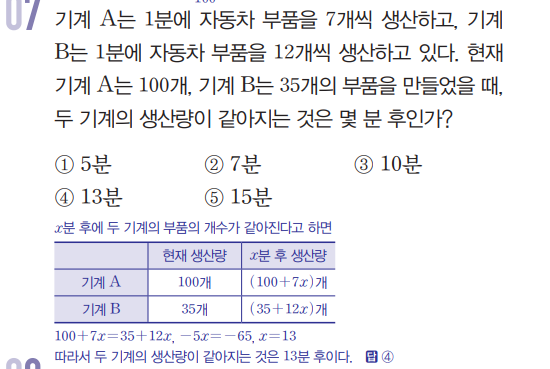 07 기계 A는 1분에 자동차 부품을 7개씩 생산하고, 기계
B는 1분에 자동차 부품을 12개씩 생산하고 있다. 현재
기계 A는 100개, 기계 B는 35개의 부품을 만들었을 때,
두 기계의 생산량이 같아지는 것은 몇 분 후인가?
① 5분 ② 7분 ③ 10분
④ 13분 ⑤ 15분
x분 후에 두 기계의 부품의 개수가 같아진다고 하면
현재 생산량 x분 후 생산량
기계 A 100개 (100+7x)개
기계 B 35개 (35+12x)개
100+7x=35+12x, -5x=-65, x=13
따라서 두 기계의 생산량이 같아지는 것은 13분 후이다. 답 ④